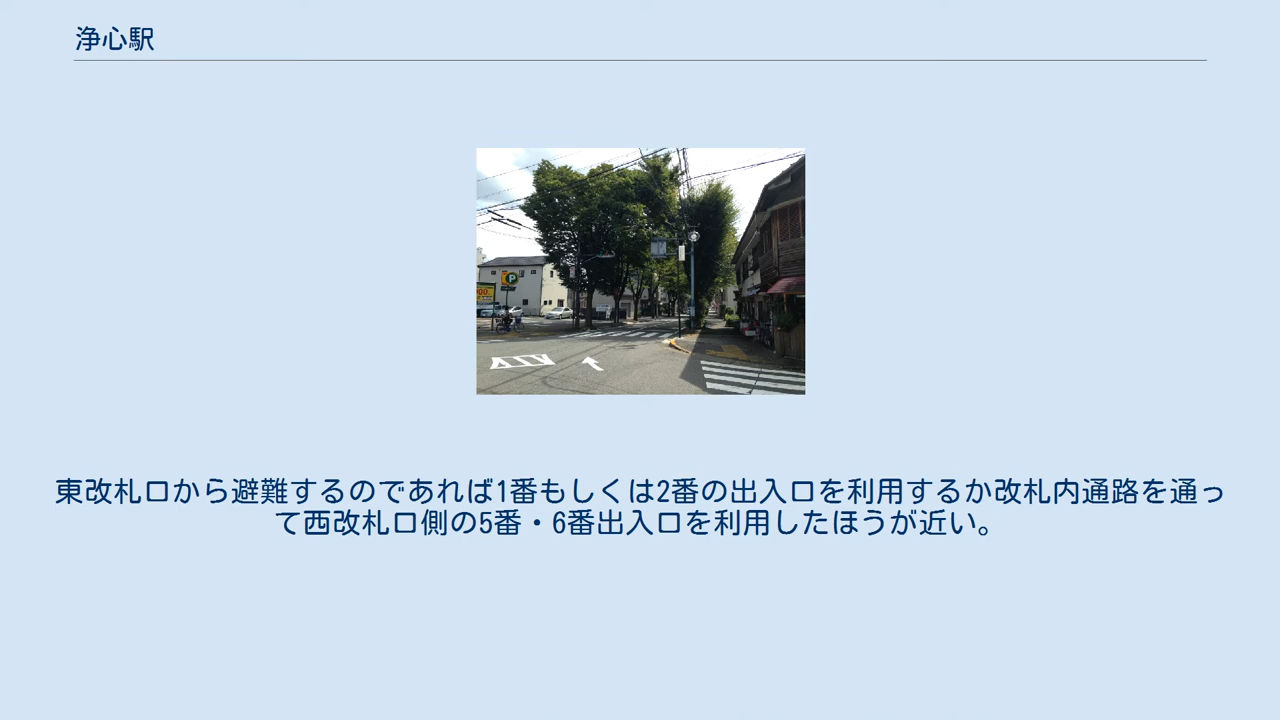 浄心駅
P
東改札口から避難するのであれば1番もしくは2番の出入口を利用するか改札内通路を通っ
て西改札口側の5番・6番出入口を利用したほうが近い。